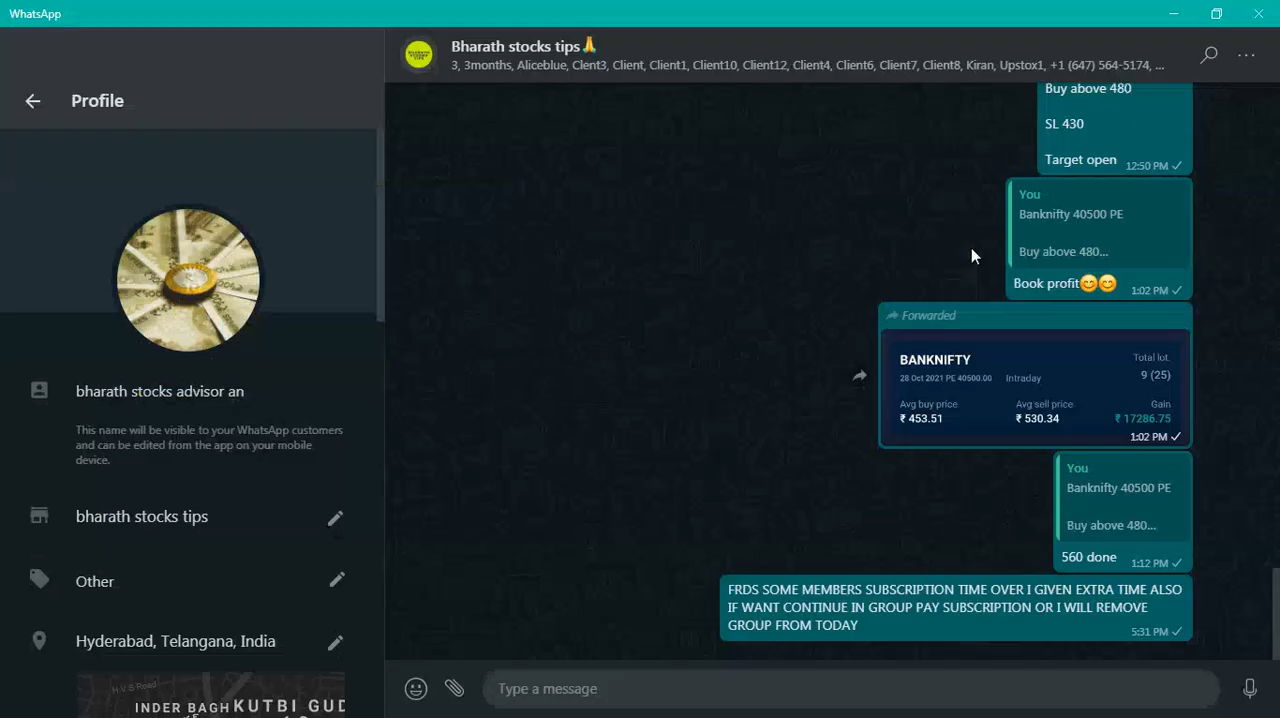 WhatsApp
Profile
bharath stocks advisor an
This name will be visible to your WhatsApp customers
and can be edited from the app on your mobile
device.
bharath stocks tips
Other
Hyderabad, Telangana, India
H V S Road
INDER BAGH KUTBI GUD
Bharath stocks tips🙏
3, 3months, Aliceblue, Clent3, Client, Client1, Client10, Client12, Client4, Client6, Client7, Client8, Kiran, Upstox1, +1 (647) 564-5174, ...
Buy above 480
SL 430
Target open
12:50 PM
You
Banknifty 40500 PE
Buy above 480...
Book profit😊😊
1:02 PM
Forwarded
BANKNIFTY
Total lot.
28 Oct 2021 PE 40500.00 Intraday
9 (25)
Avg buy price Avg sell price Gain
₹ 453.51 ₹ 530.34 ₹ 17286.75
1:02 PM
You
Banknifty 40500 PE
Buy above 480...
560 done
1:12 PM
FRDS SOME MEMBERS SUBSCRIPTION TIME OVER I GIVEN EXTRA TIME ALSO
IF WANT CONTINUE IN GROUP PAY SUBSCRIPTION OR I WILL REMOVE
GROUP FROM TODAY
5:31 PM
Type a message